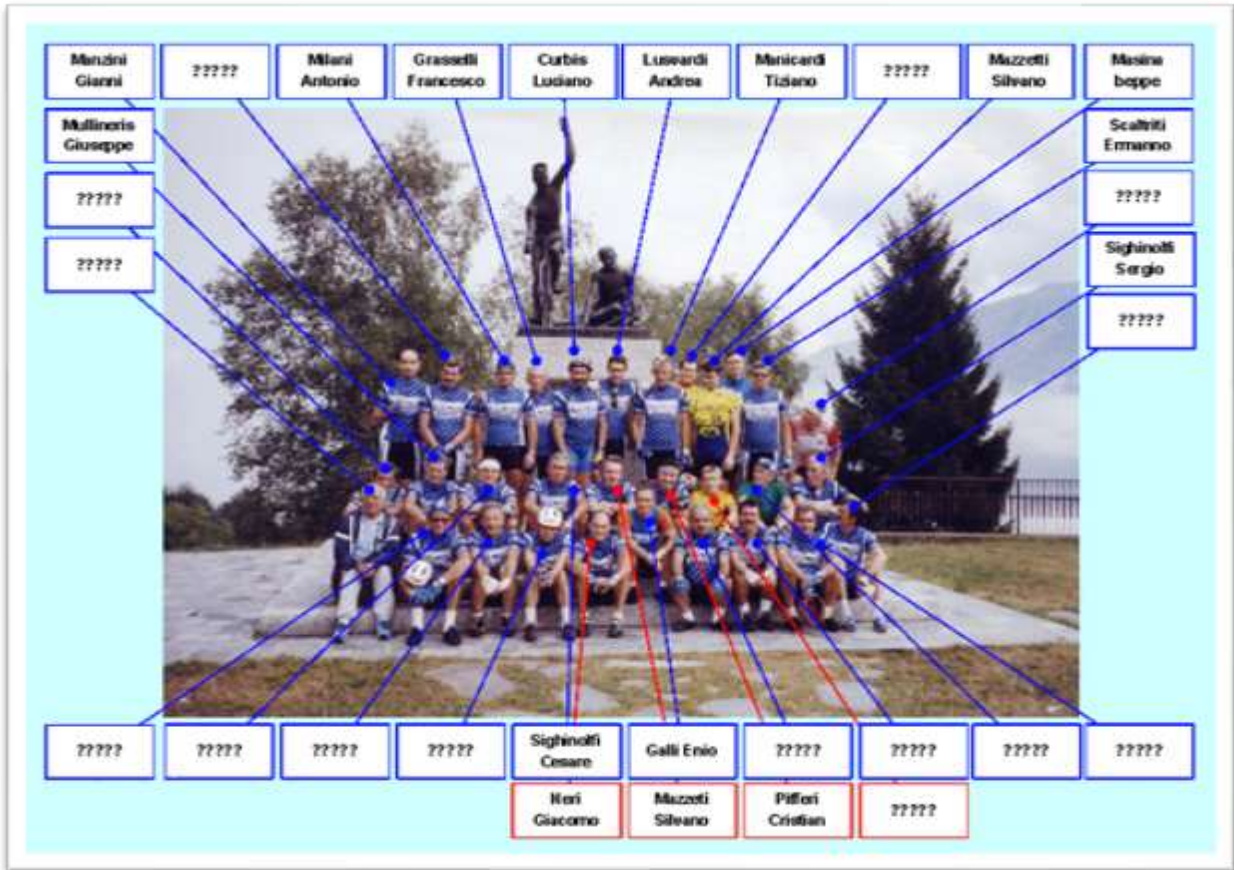 Manzini
Gianni
?????
Milani
Antonio
Grasselli
Francesco
Curbis
Luciano
Lusvardi
Andrea
Manicardi
Tiziano
?????
Mazzetti
Silvano
Masina
beppe
Mullineris
Giuseppe
Scaltriti
Ermanno
?????
?????
?????
Sighinolfi
Sergio
?????
?????
?????
?????
?????
Sighinolfi
Cesare
Galli Enio
?????
?????
?????
?????
Neri
Giacomo
Mazzeti
Silvano
Pifferi
Cristian
?????